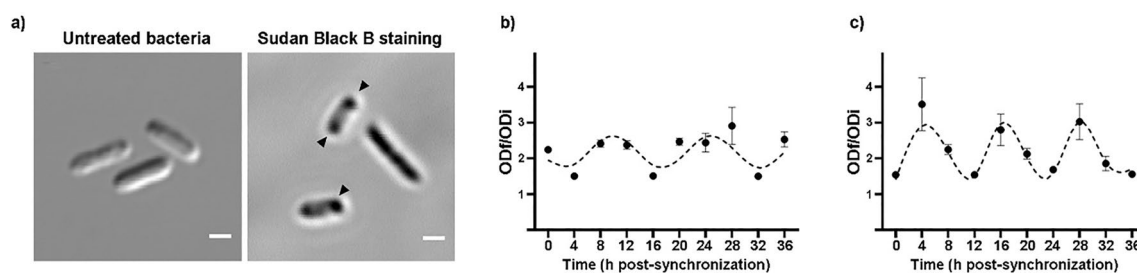 a)
Untreated bacteria
Sudan Black B staining
b)
ODf/ODi
4
3
2
1
0 4 8 12 16 20 24 28 32 36
Time (h post-synchronization)
c)
ODf/ODi
4
3
2
1
0 4 8 12 16 20 24 28 32 36
Time (h post-synchronization)